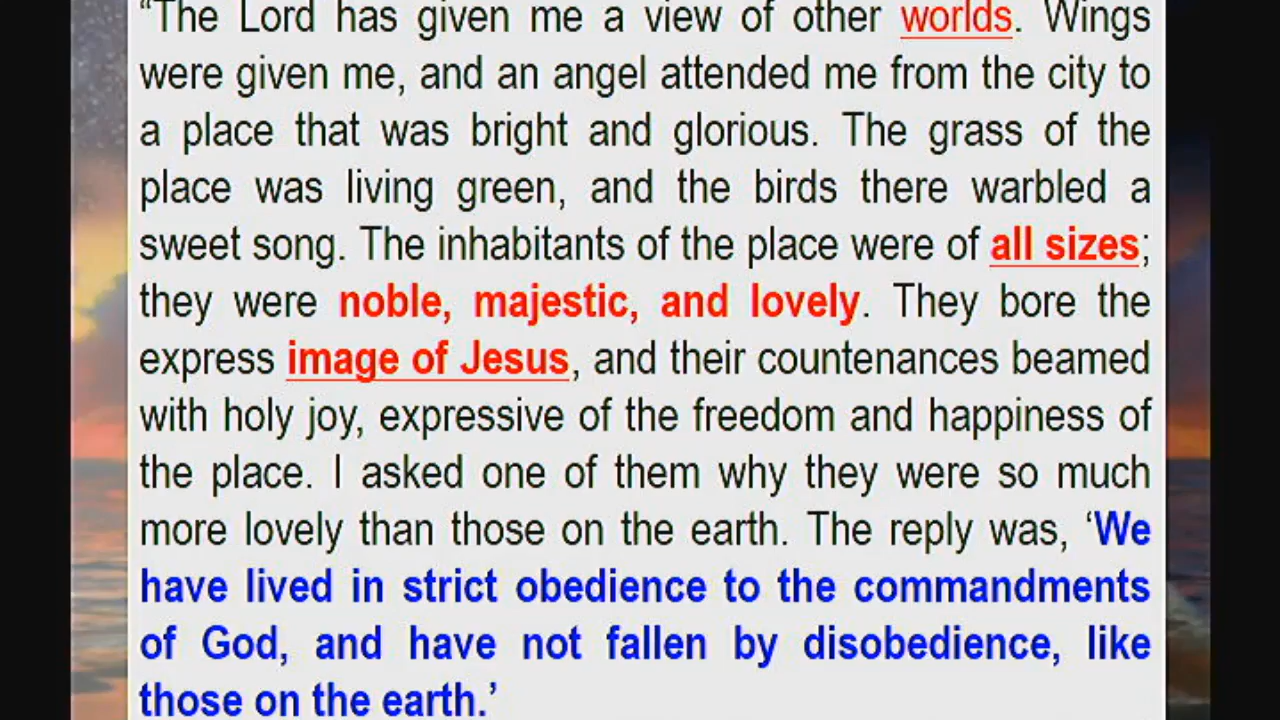 “The Lord has given me a view of other worlds. Wings
were given me, and an angel attended me from the city to
a place that was bright and glorious. The grass of the
place was living green, and the birds there warbled a
sweet song. The inhabitants of the place were of all sizes;
they were noble, majestic, and lovely. They bore the
express image of Jesus, and their countenances beamed
with holy joy, expressive of the freedom and happiness of
the place. I asked one of them why they were so much
more lovely than those on the earth. The reply was, ‘We
have lived in strict obedience to the commandments
of God, and have not fallen by disobedience, like
those on the earth.’